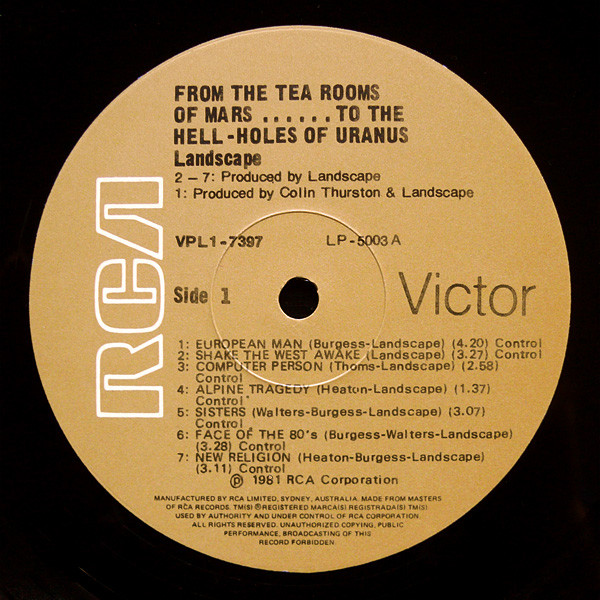 FROM THE TEA ROOMS
OF MARS ......TO THE
HELL-HOLES OF URANUS
Landscape
2 – 7: Produced by Landscape
1: Produced by Colin Thurston & Landscape
VPL1-7397 LP-5003 A
RCA
Side 1
Victor
1: EUROPEAN MAN (Burgess-Landscape) (4.20) Control
2: SHAKE THE WEST AWAKE (Landscape) (3.27) Control
3: COMPUTER PERSON (Thoms-Landscape) (2.58)
Control
4: ALPINE TRAGEDY (Heaton-Landscape) (1.37)
Control
5: SISTERS (Walters-Burgess-Landscape) (3.07)
Control
6: FACE OF THE 80's (Burgess-Walters-Landscape)
(3.28) Control
7: NEW RELIGION (Heaton-Burgess-Landscape)
(3.11) Control
℗ 1981 RCA Corporation
MANUFACTURED BY RCA LIMITED, SYDNEY, AUSTRALIA. MADE FROM MASTERS
OF RCA RECORDS. TM(S) ® REGISTERED MARCA(S) REGISTRADA(S) TM(S)
USED BY AUTHORITY AND UNDER CONTROL OF RCA CORPORATION.
ALL RIGHTS RESERVED. UNAUTHORIZED COPYING, PUBLIC
PERFORMANCE, BROADCASTING OF THIS
RECORD FORBIDDEN.